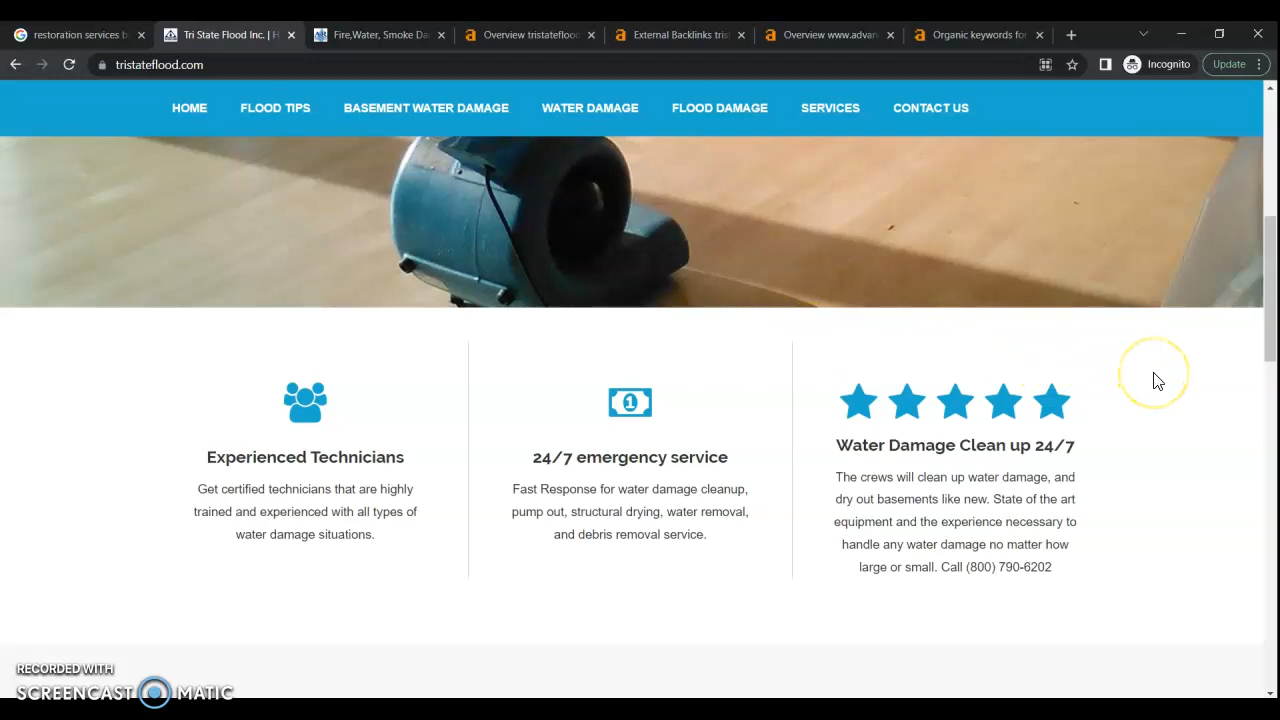 restoration services b
Tri State Flood Inc. | H
Fire,Water, Smoke Da
Overview tristateflood
External Backlinks tris
Overview www.advan
Organic keywords for
tristateflood.com
Incognito
Update
HOME FLOOD TIPS BASEMENT WATER DAMAGE WATER DAMAGE FLOOD DAMAGE SERVICES CONTACT US
Experienced Technicians
Get certified technicians that are highly
trained and experienced with all types of
water damage situations.
1
24/7 emergency service
Fast Response for water damage cleanup,
pump out, structural drying, water removal,
and debris removal service.
Water Damage Clean up 24/7
The crews will clean up water damage, and
dry out basements like new. State of the art
equipment and the experience necessary to
handle any water damage no matter how
large or small. Call (800) 790-6202
RECORDED WITH
SCREENCAST MATIC